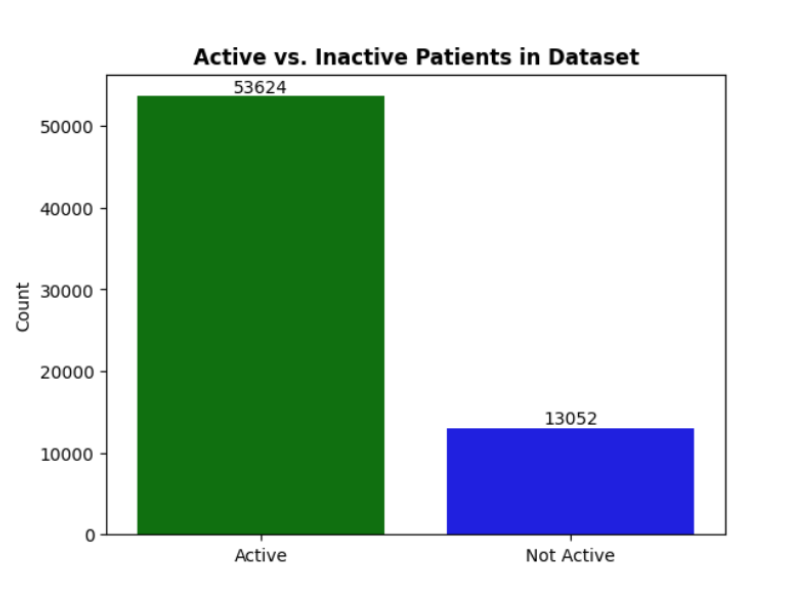 Active vs. Inactive Patients in Dataset
53624
50000
40000
30000
Count
20000
13052
10000
0
Active
Not Active